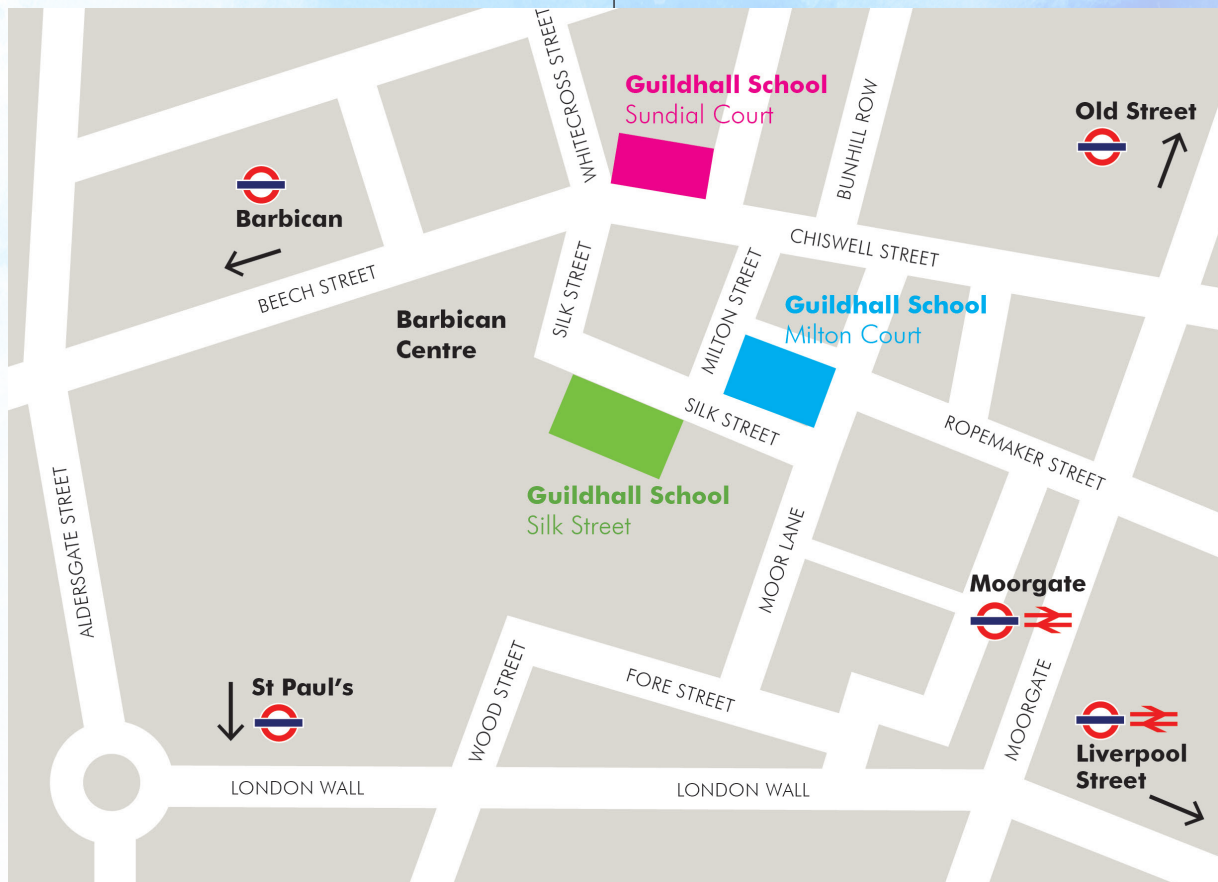 WHITECROSS STREET
Guildhall School
Sundial Court
BUNHILL ROW
Old Street
Barbican
BEECH STREET
CHISWELL STREET
SILK STREET
MILTON STREET
Barbican
Centre
Guildhall School
Milton Court
SILK STREET
ROPEMAKER STREET
Guildhall School
Silk Street
ALDERSGATE STREET
MOOR LANE
Moorgate
St Paul's
WOOD STREET
FORE STREET
MOORGATE
Liverpool
Street
LONDON WALL
LONDON WALL